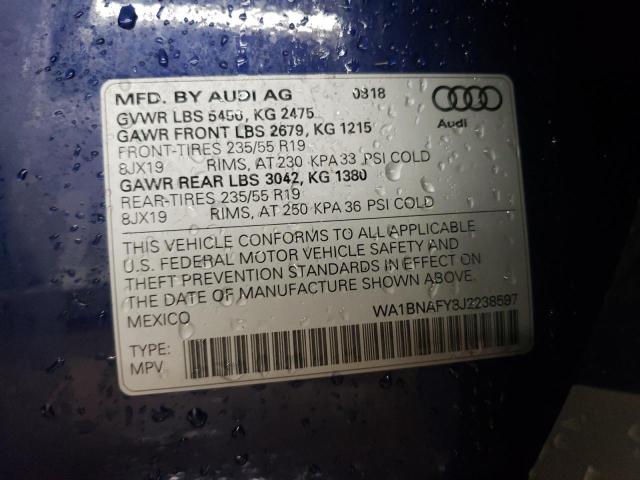 MFD. BY AUDI AG 0318
GVWR LBS 5456, KG 2475
GAWR FRONT LBS 2679, KG 1215
FRONT-TIRES 235/55 R19
8JX19 RIMS, AT 230 KPA 33 PSI COLD
GAWR REAR LBS 3042, KG 1380
REAR-TIRES 235/55 R19
8JX19 RIMS, AT 250 KPA 36 PSI COLD
Audi
THIS VEHICLE CONFORMS TO ALL APPLICABLE
U.S. FEDERAL MOTOR VEHICLE SAFETY AND
THEFT PREVENTION STANDARDS IN EFFECT ON
THE DATE OF MANUFACTURE SHOWN ABOVE.
MEXICO WA1BNAFY3J2238597
TYPE:
MPV